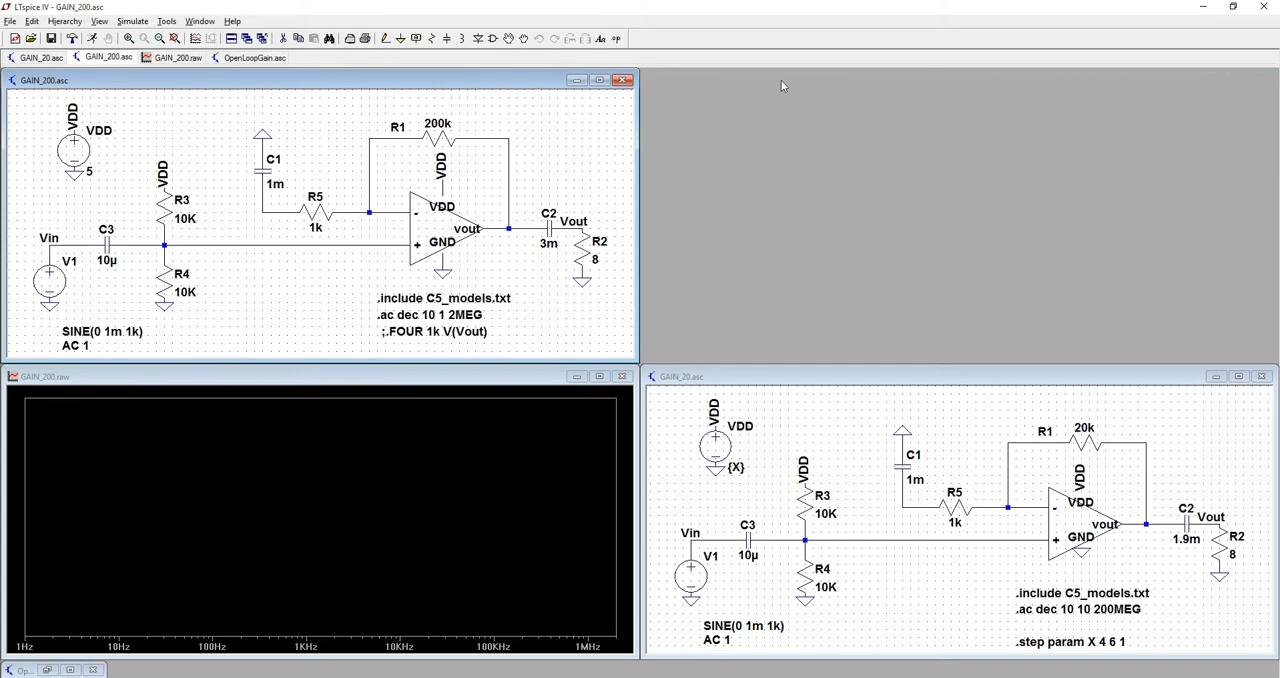 LTspice IV - GAIN_200.asc
File Edit Hierarchy View Simulate Tools Window Help
GAIN_20.asc GAIN_200.asc GAIN_200.raw OpenLoopGain.asc
GAIN_200.asc
VDD
VDD
5
VDD
R3
10K
Vin
C3
10µ
V1
R4
10K
SINE(0 1m 1k)
AC 1
C1
1m
R5
1k
R1
200k
VDD
VDD
-
vout
GND
+
C2
3m
Vout
R2
8
.include C5_models.txt
.ac dec 10 1 2MEG
;.FOUR 1k V(Vout)
GAIN_200.raw
1Hz 10Hz 100Hz 1KHz 10KHz 100KHz 1MHz
GAIN_20.asc
VDD
VDD
{X}
VDD
R3
10K
Vin
C3
10µ
V1
R4
10K
SINE(0 1m 1k)
AC 1
C1
1m
R5
1k
R1
20k
VDD
VDD
-
vout
GND
+
C2
1.9m
Vout
R2
8
.include C5_models.txt
.ac dec 10 10 200MEG
.step param X 4 6 1
Op...